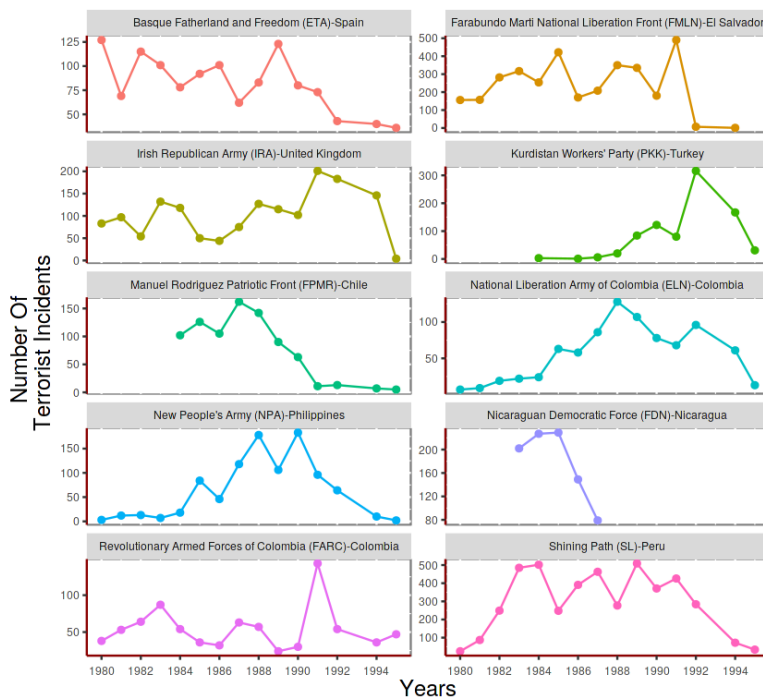 Basque Fatherland and Freedom (ETA)-Spain
125
100
75
50
Farabundo Marti National Liberation Front (FMLN)-El Salvador
500
400
300
200
100
0
Irish Republican Army (IRA)-United Kingdom
200
150
100
50
0
Kurdistan Workers' Party (PKK)-Turkey
300
200
100
0
Manuel Rodriguez Patriotic Front (FPMR)-Chile
150
100
50
0
National Liberation Army of Colombia (ELN)-Colombia
100
50
New People's Army (NPA)-Philippines
150
100
50
0
Nicaraguan Democratic Force (FDN)-Nicaragua
200
160
120
80
Revolutionary Armed Forces of Colombia (FARC)-Colombia
100
50
Shining Path (SL)-Peru
500
400
300
200
100
1980 1982 1984 1986 1988 1990 1992 1994
1980 1982 1984 1986 1988 1990 1992 1994
Years
Number Of
Terrorist Incidents